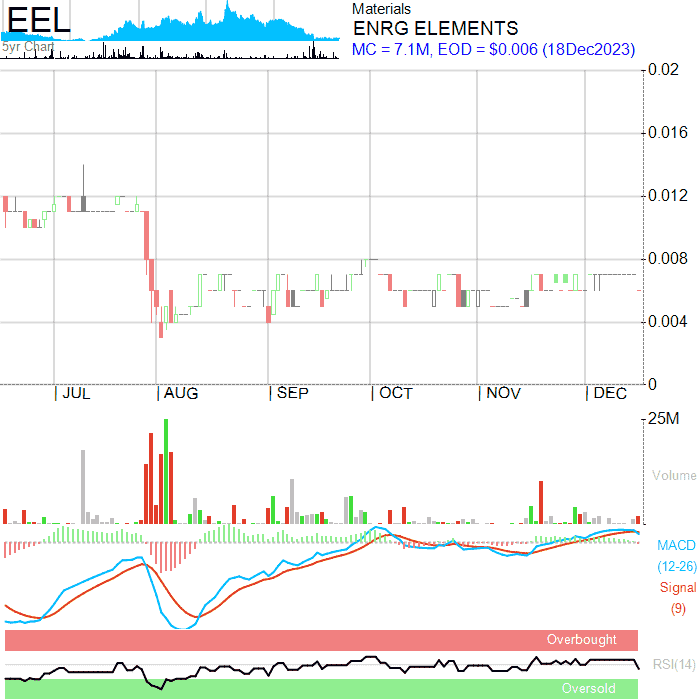 EEL
5yr Chart
Materials
ENRG ELEMENTS
MC = 7.1M, EOD = $0.006 (18Dec2023)
0.02
0.016
0.012
0.008
0.004
0
| JUL | AUG | SEP | OCT | NOV | DEC
25M
Volume
MACD
(12-26)
Signal
(9)
Overbought
RSI(14)
Oversold